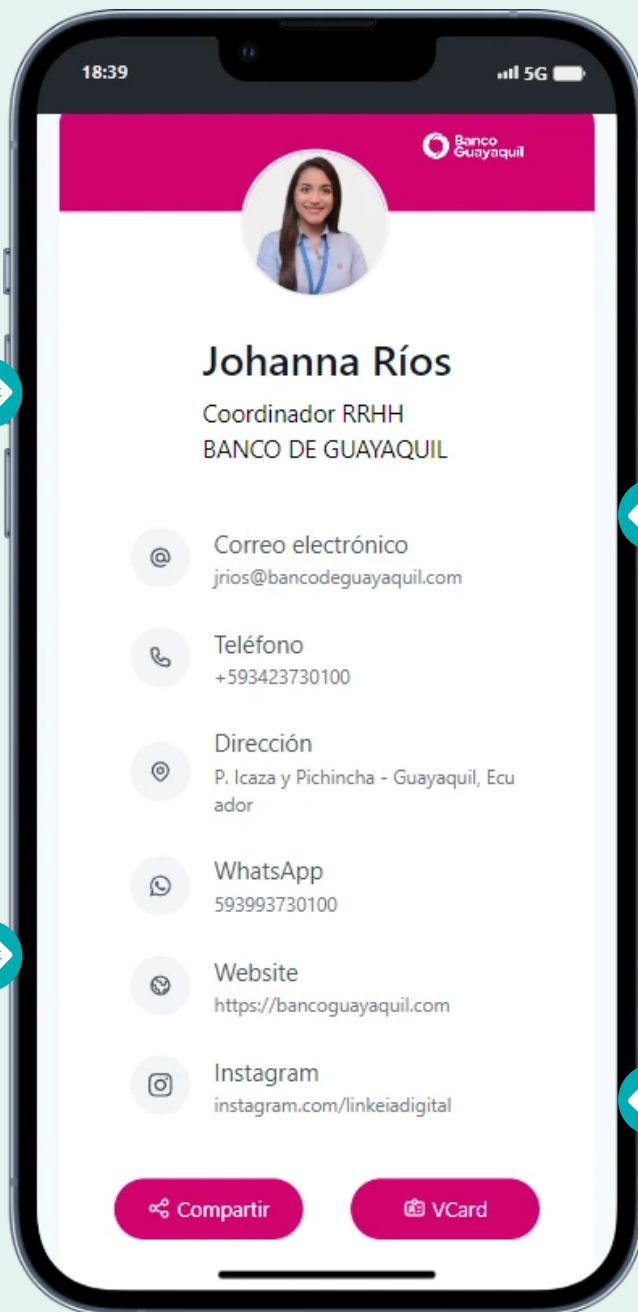 18:39
5G
Banco
Guayaquil
Johanna Ríos
Coordinador RRHH
BANCO DE GUAYAQUIL
Correo electrónico
jrios@bancodeguayaquil.com
Teléfono
+593423730100
Dirección
P. Icaza y Pichincha - Guayaquil, Ecu
ador
WhatsApp
593993730100
Website
https://bancoguayaquil.com
Instagram
instagram.com/linkeiadigital
Compartir
VCard